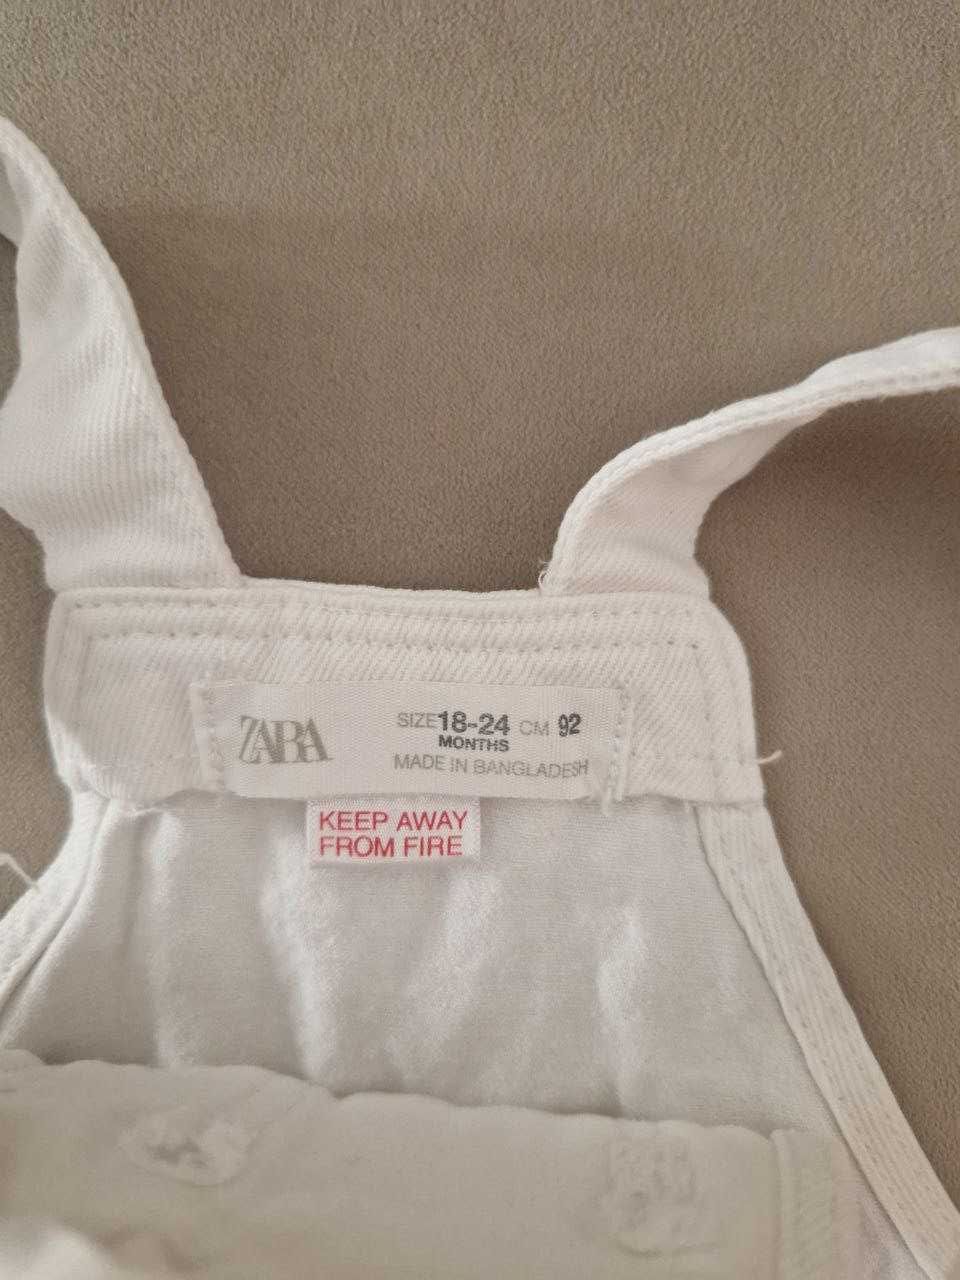 ZARA
SIZE 18-24 CM 92
MONTHS
MADE IN BANGLADESH
KEEP AWAY
FROM FIRE